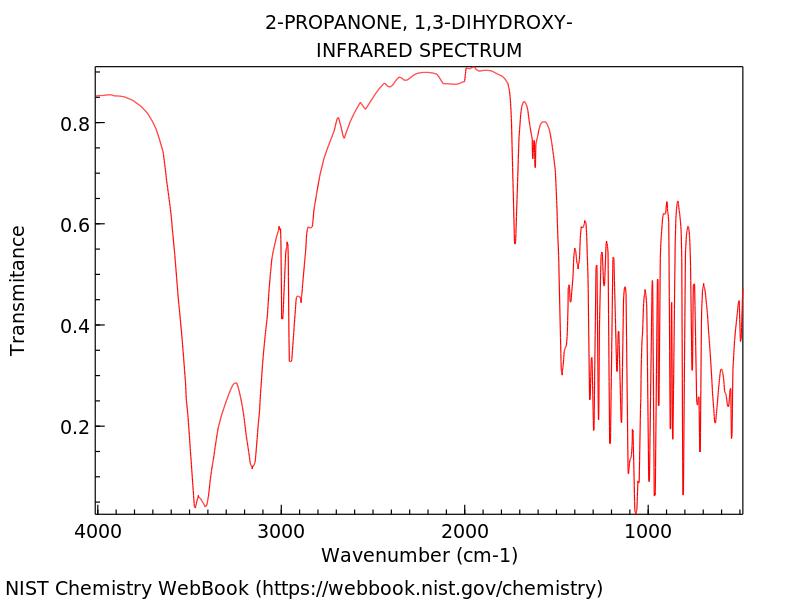 2-PROPANONE, 1,3-DIHYDROXY-
INFRARED SPECTRUM
Transmitance
0.8
0.6
0.4
0.2
4000 3000 2000 1000
Wavenumber (cm-1)
NIST Chemistry WebBook (https://webbook.nist.gov/chemistry)